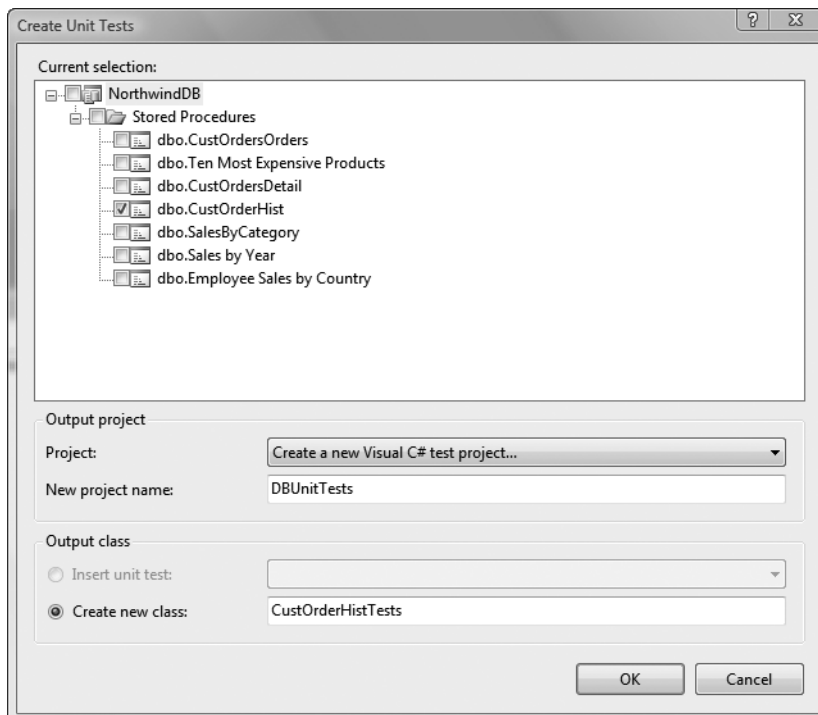 Create Unit Tests
Current selection:
NorthwindDB
Stored Procedures
dbo.CustOrdersOrders
dbo.Ten Most Expensive Products
dbo.CustOrdersDetail
dbo.CustOrderHist
dbo.SalesByCategory
dbo.Sales by Year
dbo.Employee Sales by Country
Output project
Project: Create a new Visual C# test project...
New project name: DBUnitTests
Output class
Insert unit test:
Create new class: CustOrderHistTests
OK Cancel